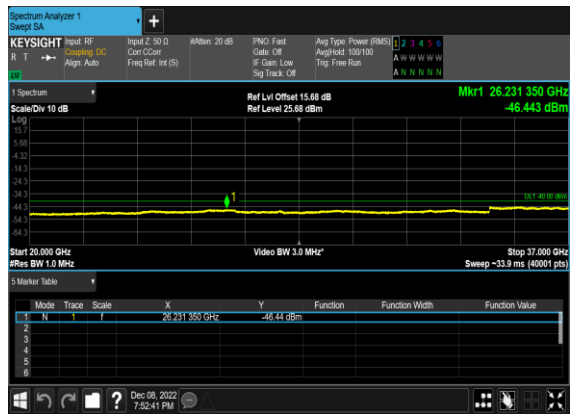 Spectrum Analyzer 1
Swept SA
KEYSIGHT Input: RF Input Z: 50 Ω #Atten: 20 dB PNO: Fast Avg Type: Power (RMS) 1 2 3 4 5 6
R T Coupling: DC Corr CCorr Gate: Off Avg|Hold: 100/100 A W W W W W
Align: Auto Freq Ref: Int (S) IF Gain: Low Trig: Free Run
Sig Track: Off A N N N N N
LW
1 Spectrum Ref Lvl Offset 15.68 dB Mkr1 26.231 350 GHz
Scale/Div 10 dB Ref Level 25.68 dBm -46.443 dBm
Log
15.7
5.68
-4.32
-14.3
-24.3
-34.3
1
DL1 -40.00 dBm
-44.3
-54.3
-64.3
Start 20.000 GHz Video BW 3.0 MHz* Stop 37.000 GHz
#Res BW 1.0 MHz Sweep ~33.9 ms (40001 pts)
5 Marker Table
Mode Trace Scale X Y Function Function Width Function Value
1 N 1 f 26.231 350 GHz -46.44 dBm
2
3
4
5
6
? Dec 08, 2022
7:52:41 PM